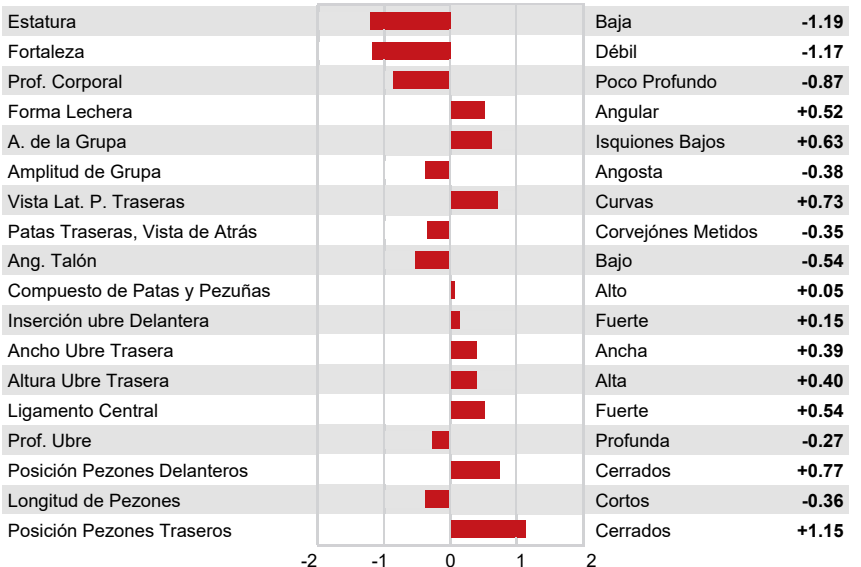 Estatura Baja -1.19
Fortaleza Débil -1.17
Prof. Corporal Poco Profundo -0.87
Forma Lechera Angular +0.52
A. de la Grupa Isquiones Bajos +0.63
Amplitud de Grupa Angosta -0.38
Vista Lat. P. Traseras Curvas +0.73
Patas Traseras, Vista de Atrás Corvejónes Metidos -0.35
Ang. Talón Bajo -0.54
Compuesto de Patas y Pezuñas Alto +0.05
Inserción ubre Delantera Fuerte +0.15
Ancho Ubre Trasera Ancha +0.39
Altura Ubre Trasera Alta +0.40
Ligamento Central Fuerte +0.54
Prof. Ubre Profunda -0.27
Posición Pezones Delanteros Cerrados +0.77
Longitud de Pezones Cortos -0.36
Posición Pezones Traseros Cerrados +1.15
-2 -1 0 1 2